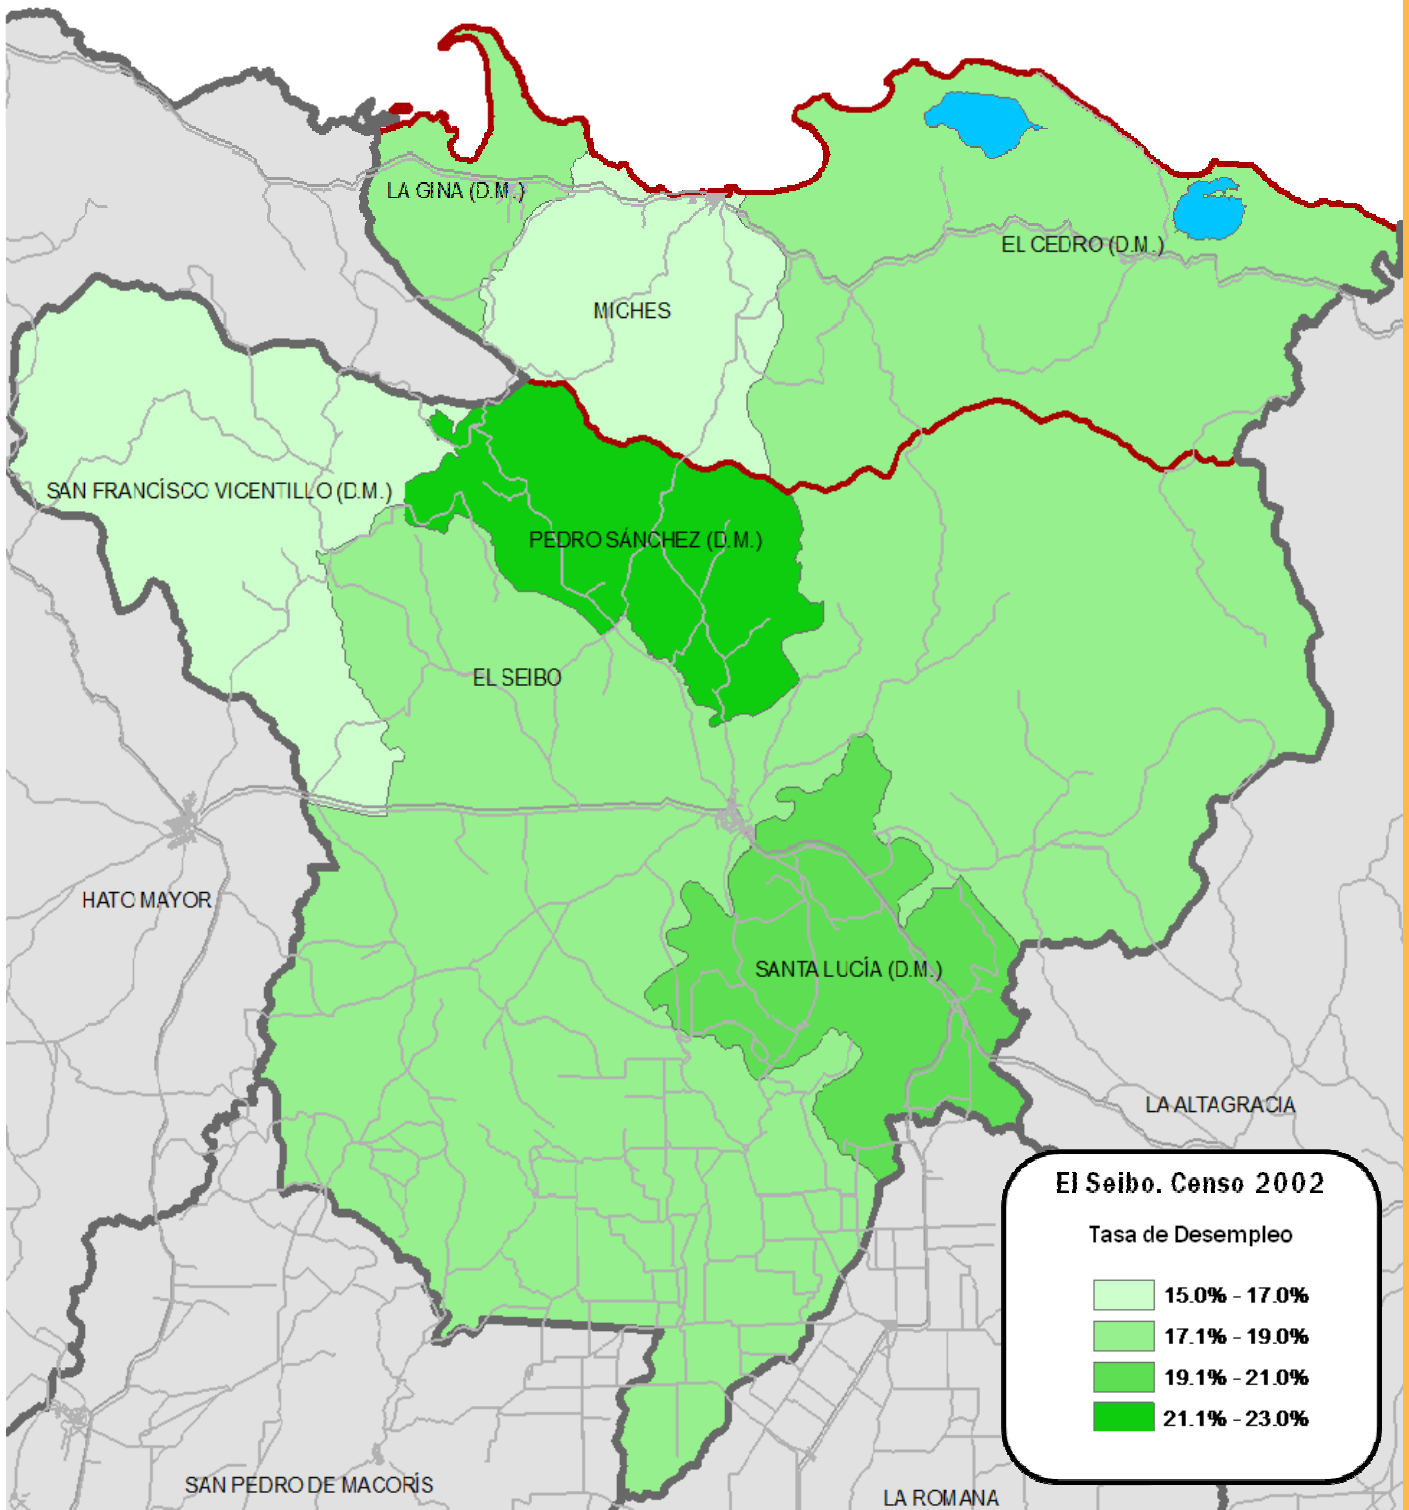 LA GINA (D.M.)
EL CEDRO (D.M.)
MICHES
SAN FRANCÍSCO VICENTILLO (D.M.)
PEDRO SÁNCHEZ (D.M.)
EL SEIBO
HATO MAYOR
SANTA LUCÍA (D.M.)
LA ALTAGRACIA
El Seibo. Censo 2002
Tasa de Desempleo
15.0% - 17.0%
17.1% - 19.0%
19.1% - 21.0%
21.1% - 23.0%
SAN PEDRO DE MACORÍS
LA ROMANA